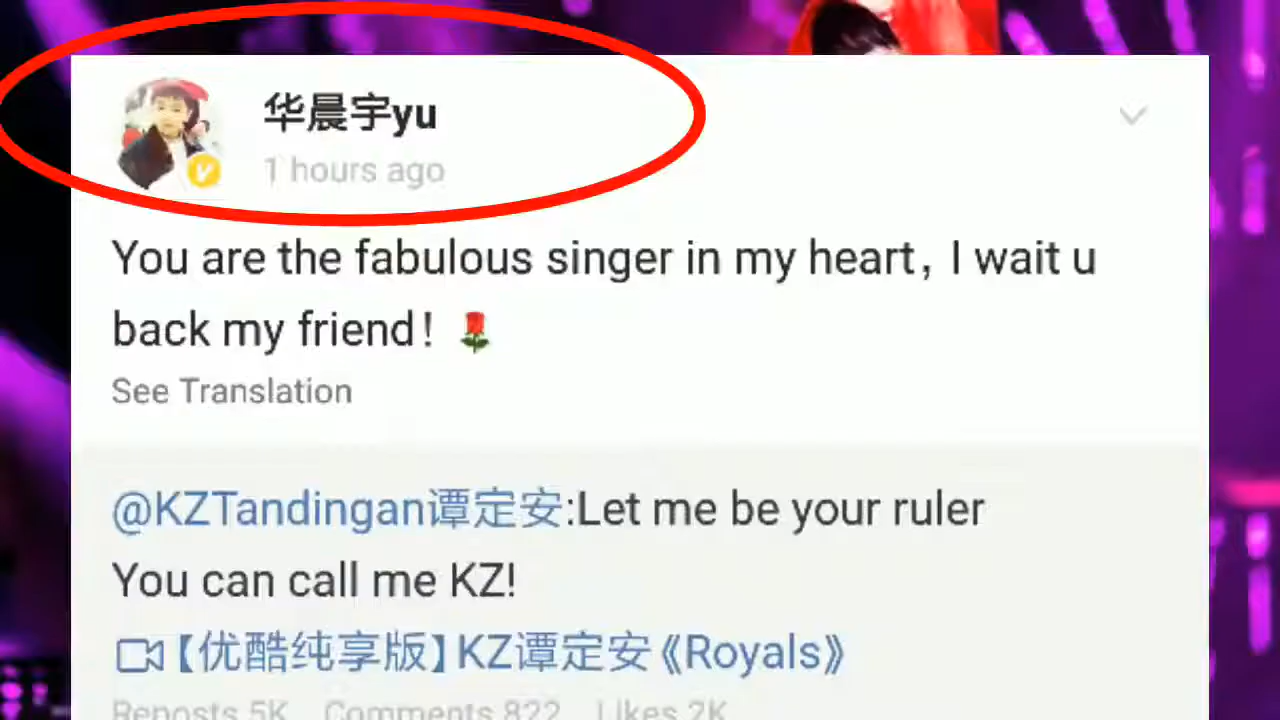 华晨宇yu
1 hours ago
You are the fabulous singer in my heart，I wait u
back my friend！🌹
See Translation
@KZTandingan谭定安:Let me be your ruler
You can call me KZ!
【优酷纯享版】KZ谭定安《Royals》
Reposts 5K Comments 822 Likes 2K